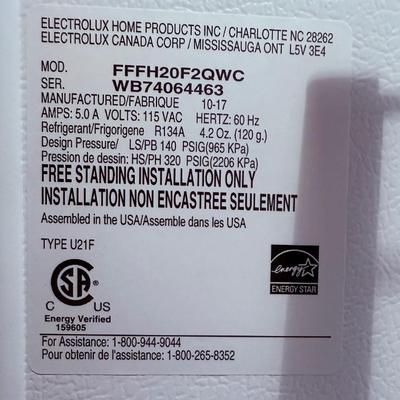 ELECTROLUX HOME PRODUCTS INC / CHARLOTTE NC 28262
ELECTROLUX CANADA CORP / MISSISSAUGA ONT L5V 3E4
MOD. FFFH20F2QWC
SER. WB74064463
MANUFACTURED/FABRIQUE 10-17
AMPS: 5.0 A VOLTS: 115 VAC HERTZ: 60 Hz
Refrigerant/Frigorigene R134A 4.2 Oz. (120 g.)
Design Pressure/ LS/PB 140 PSIG(965 KPa)
Pression de dessin: HS/PH 320 PSIG(2206 KPa)
FREE STANDING INSTALLATION ONLY
INSTALLATION NON ENCASTREE SEULEMENT
Assembled in the USA/Assemble dans les USA
TYPE U21F
SA
C US
Energy Verified
159605
energy
ENERGY STAR
For Assistance: 1-800-944-9044
Pour obtenir de l'assistance: 1-800-265-8352